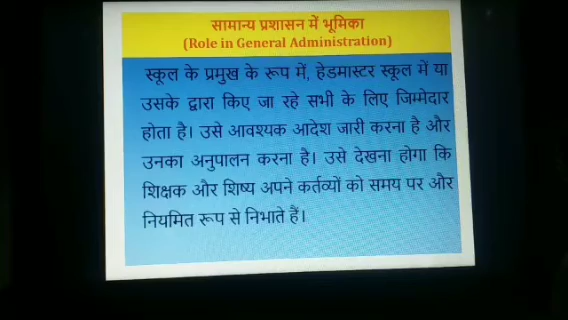 सामान्य प्रशासन में भूमिका
(Role in General Administration)
स्कूल के प्रमुख के रूप में, हेडमास्टर स्कूल में या
उसके द्वारा किए जा रहे सभी के लिए जिम्मेदार
होता है। उसे आवश्यक आदेश जारी करना है और
उनका अनुपालन करना है। उसे देखना होगा कि
शिक्षक और शिष्य अपने कर्तव्यों को समय पर और
नियमित रूप से निभाते हैं।